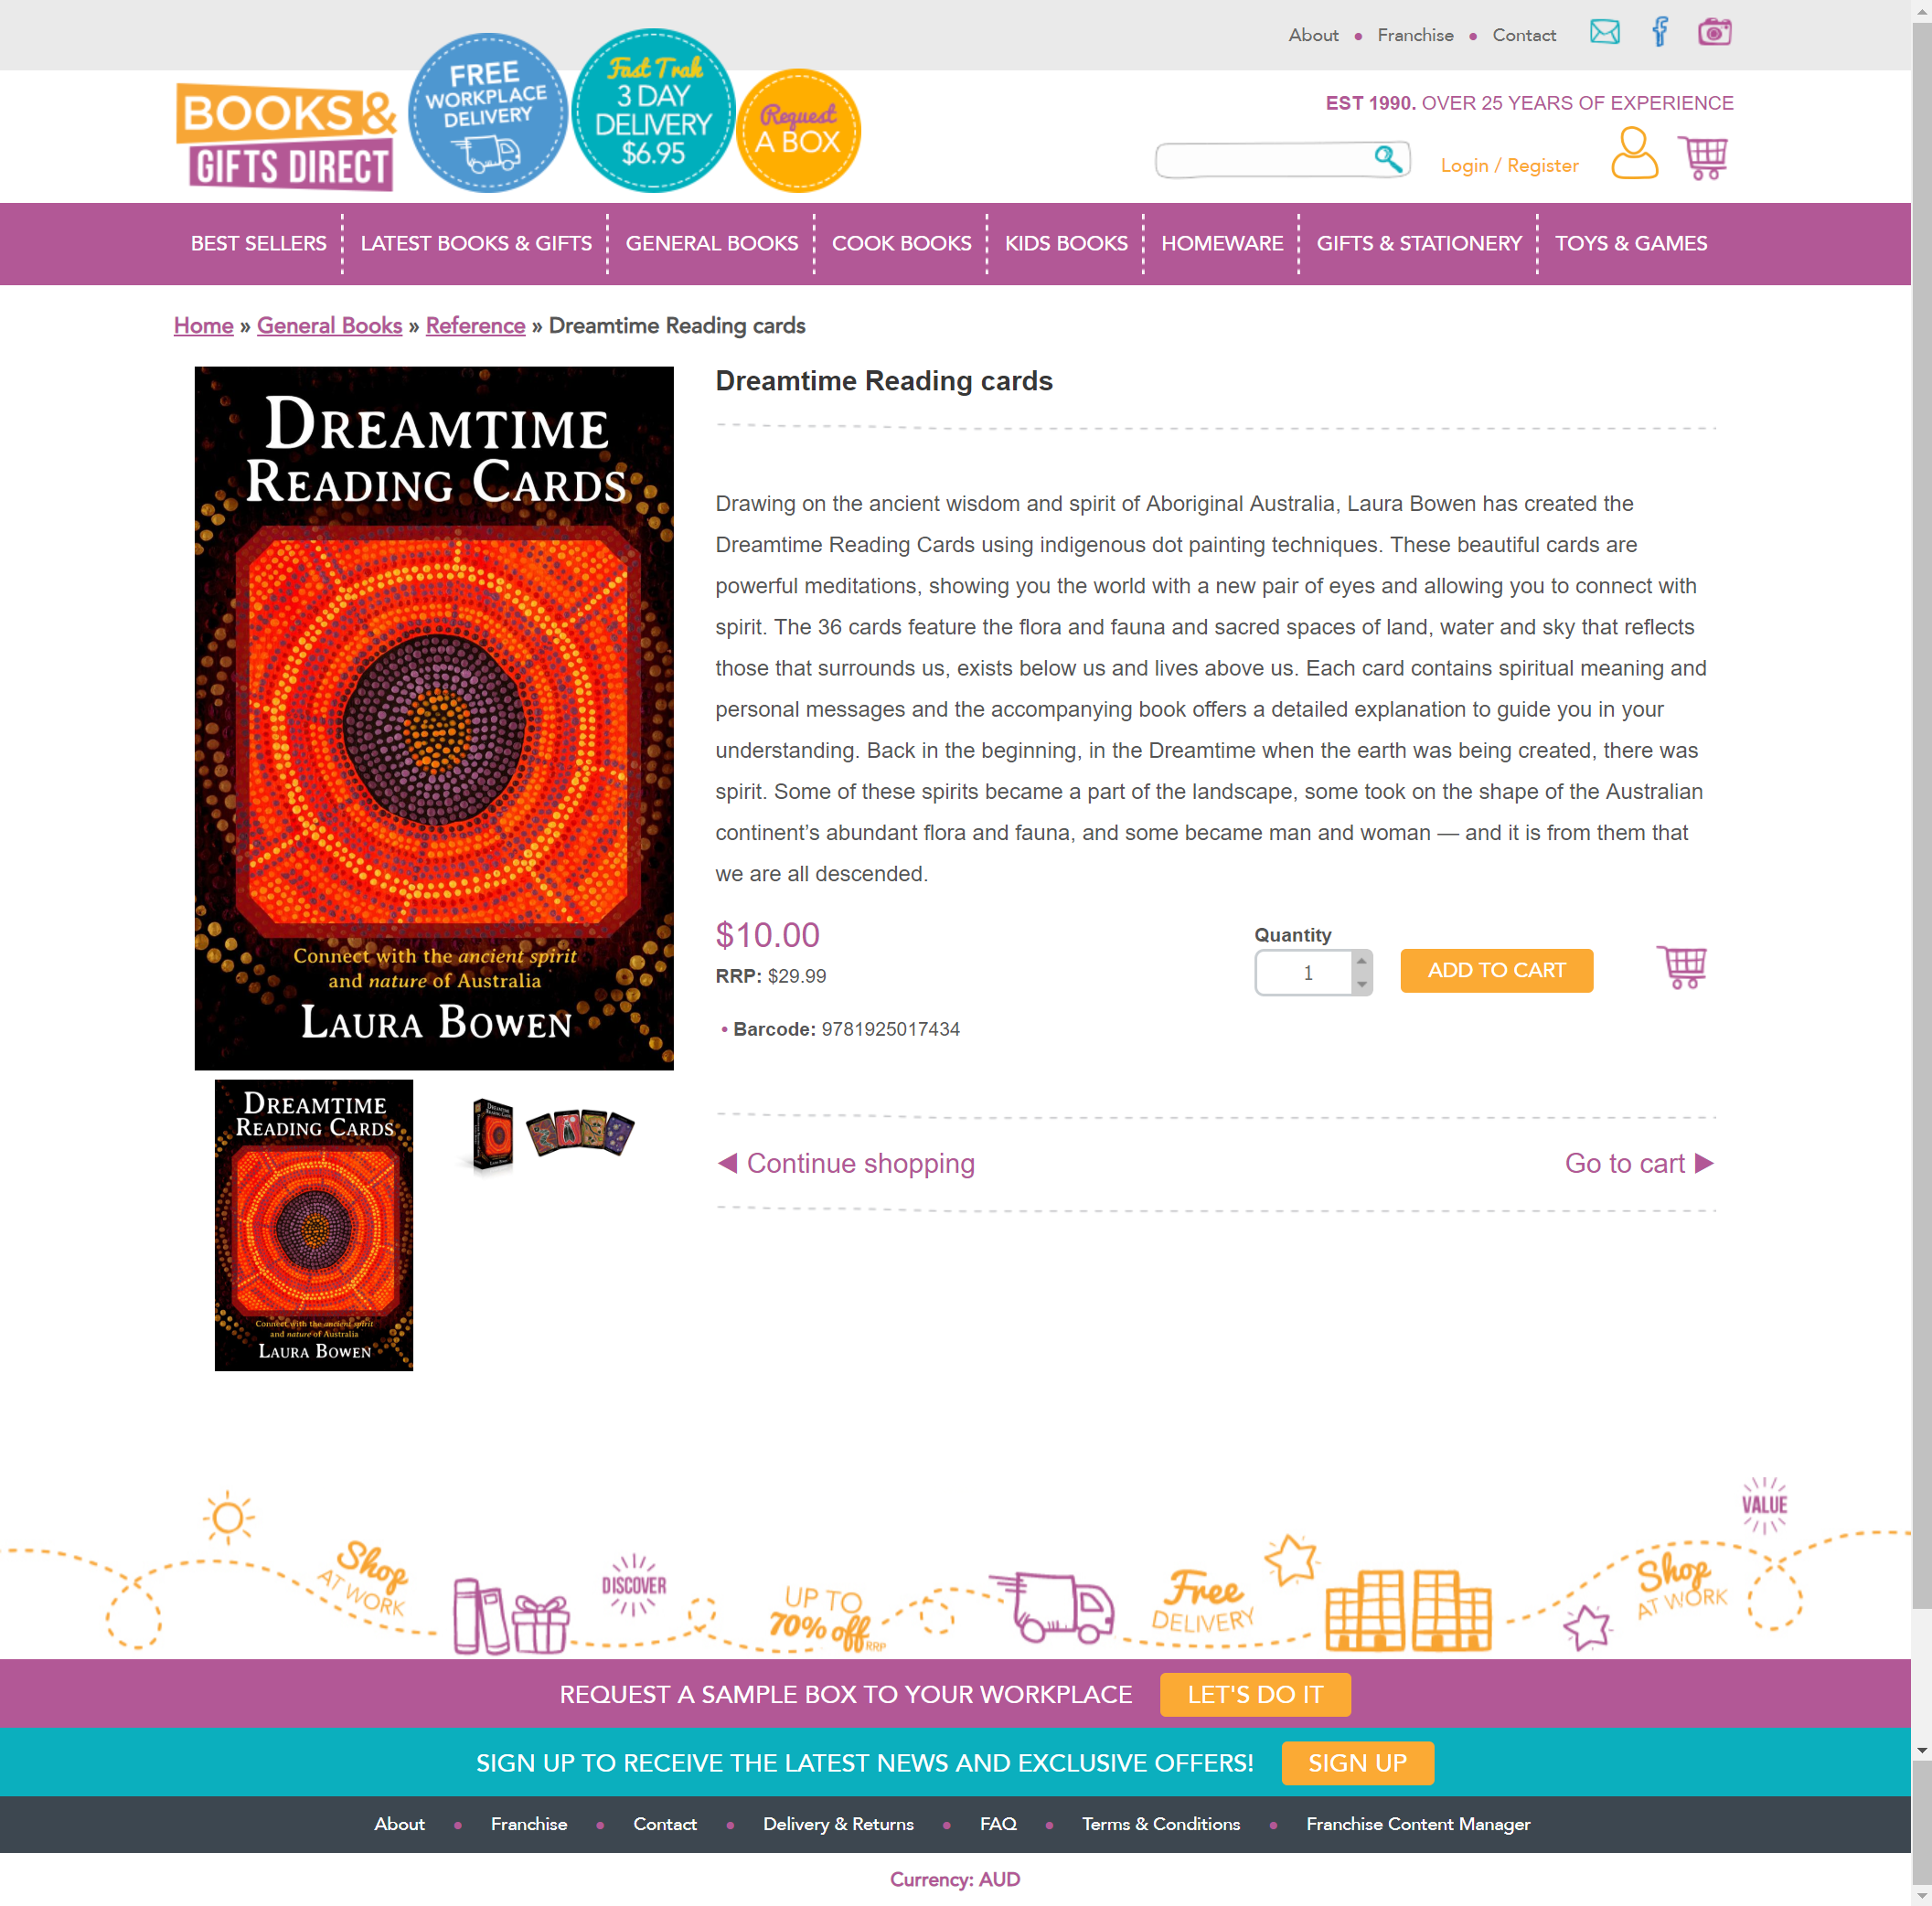 About • Franchise • Contact
FREE
WORKPLACE
DELIVERY
Fast Trak
3 DAY
DELIVERY
$6.95
Request
A BOX
BOOKS &
GIFTS DIRECT
EST 1990. OVER 25 YEARS OF EXPERIENCE
Login / Register
BEST SELLERS
LATEST BOOKS & GIFTS
GENERAL BOOKS
COOK BOOKS
KIDS BOOKS
HOMEWARE
GIFTS & STATIONERY
TOYS & GAMES
Home » General Books » Reference » Dreamtime Reading cards
DREAMTIME
READING CARDS
Connect with the ancient spirit
and nature of Australia
LAURA BOWEN
DREAMTIME
READING CARDS
Connect with the ancient spirit
and nature of Australia
LAURA BOWEN
Dreamtime Reading cards
Drawing on the ancient wisdom and spirit of Aboriginal Australia, Laura Bowen has created the
Dreamtime Reading Cards using indigenous dot painting techniques. These beautiful cards are
powerful meditations, showing you the world with a new pair of eyes and allowing you to connect with
spirit. The 36 cards feature the flora and fauna and sacred spaces of land, water and sky that reflects
those that surrounds us, exists below us and lives above us. Each card contains spiritual meaning and
personal messages and the accompanying book offers a detailed explanation to guide you in your
understanding. Back in the beginning, in the Dreamtime when the earth was being created, there was
spirit. Some of these spirits became a part of the landscape, some took on the shape of the Australian
continent’s abundant flora and fauna, and some became man and woman — and it is from them that
we are all descended.
$10.00
RRP: $29.99
Quantity
1
ADD TO CART
• Barcode: 9781925017434
Continue shopping
Go to cart
Shop
AT WORK
DISCOVER
UP TO
70% off RRP
Free
DELIVERY
Shop
AT WORK
VALUE
REQUEST A SAMPLE BOX TO YOUR WORKPLACE
LET'S DO IT
SIGN UP TO RECEIVE THE LATEST NEWS AND EXCLUSIVE OFFERS!
SIGN UP
About • Franchise • Contact • Delivery & Returns • FAQ • Terms & Conditions • Franchise Content Manager
Currency: AUD